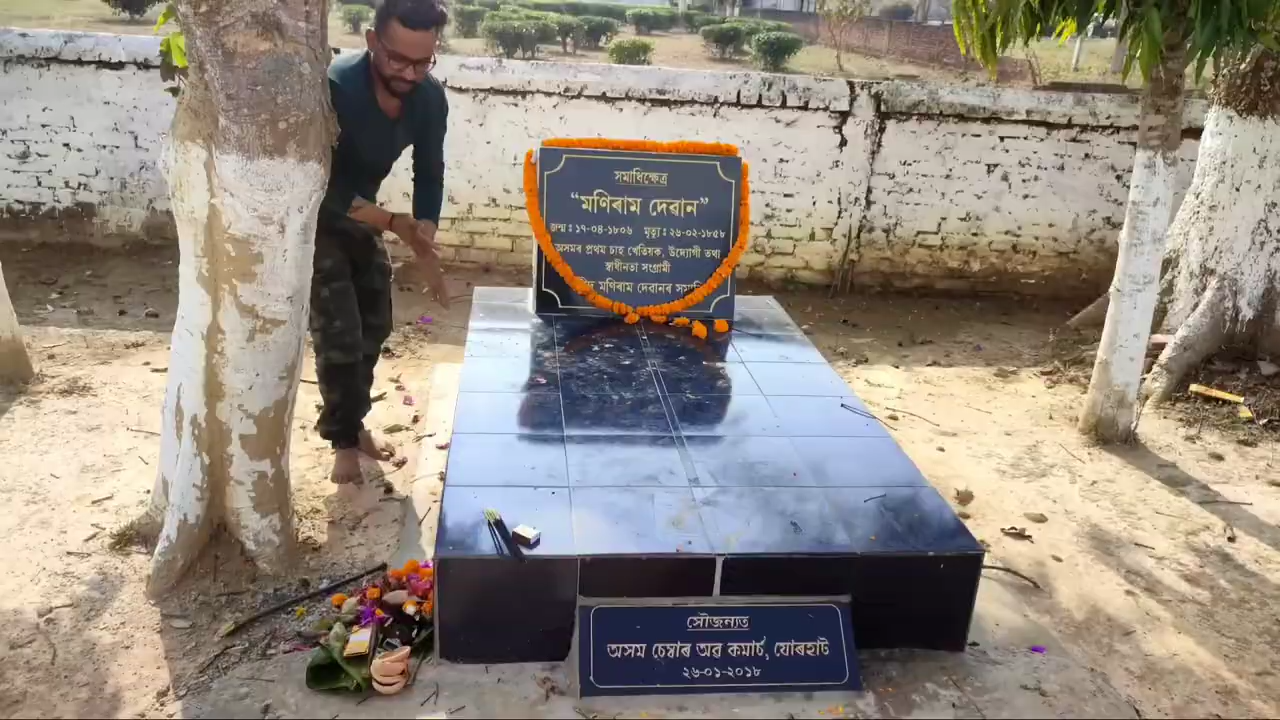 সমাধিক্ষেত্ৰ
“মণিৰাম দেৱান”
জন্ম ঃ ১৭-০৪-১৮০৬ মৃত্যু ঃ ২৬-০২-১৮৫৮
অসমৰ প্ৰথম চাহ খেতিয়ক, উদ্যোগী তথা
স্বাধীনতা সংগ্ৰামী
মণিৰাম দেৱানৰ
সৌজন্যত
অসম চেম্বাৰ অৱ কমাৰ্চ, যোৰহাট
২৬-০১-২০১৮